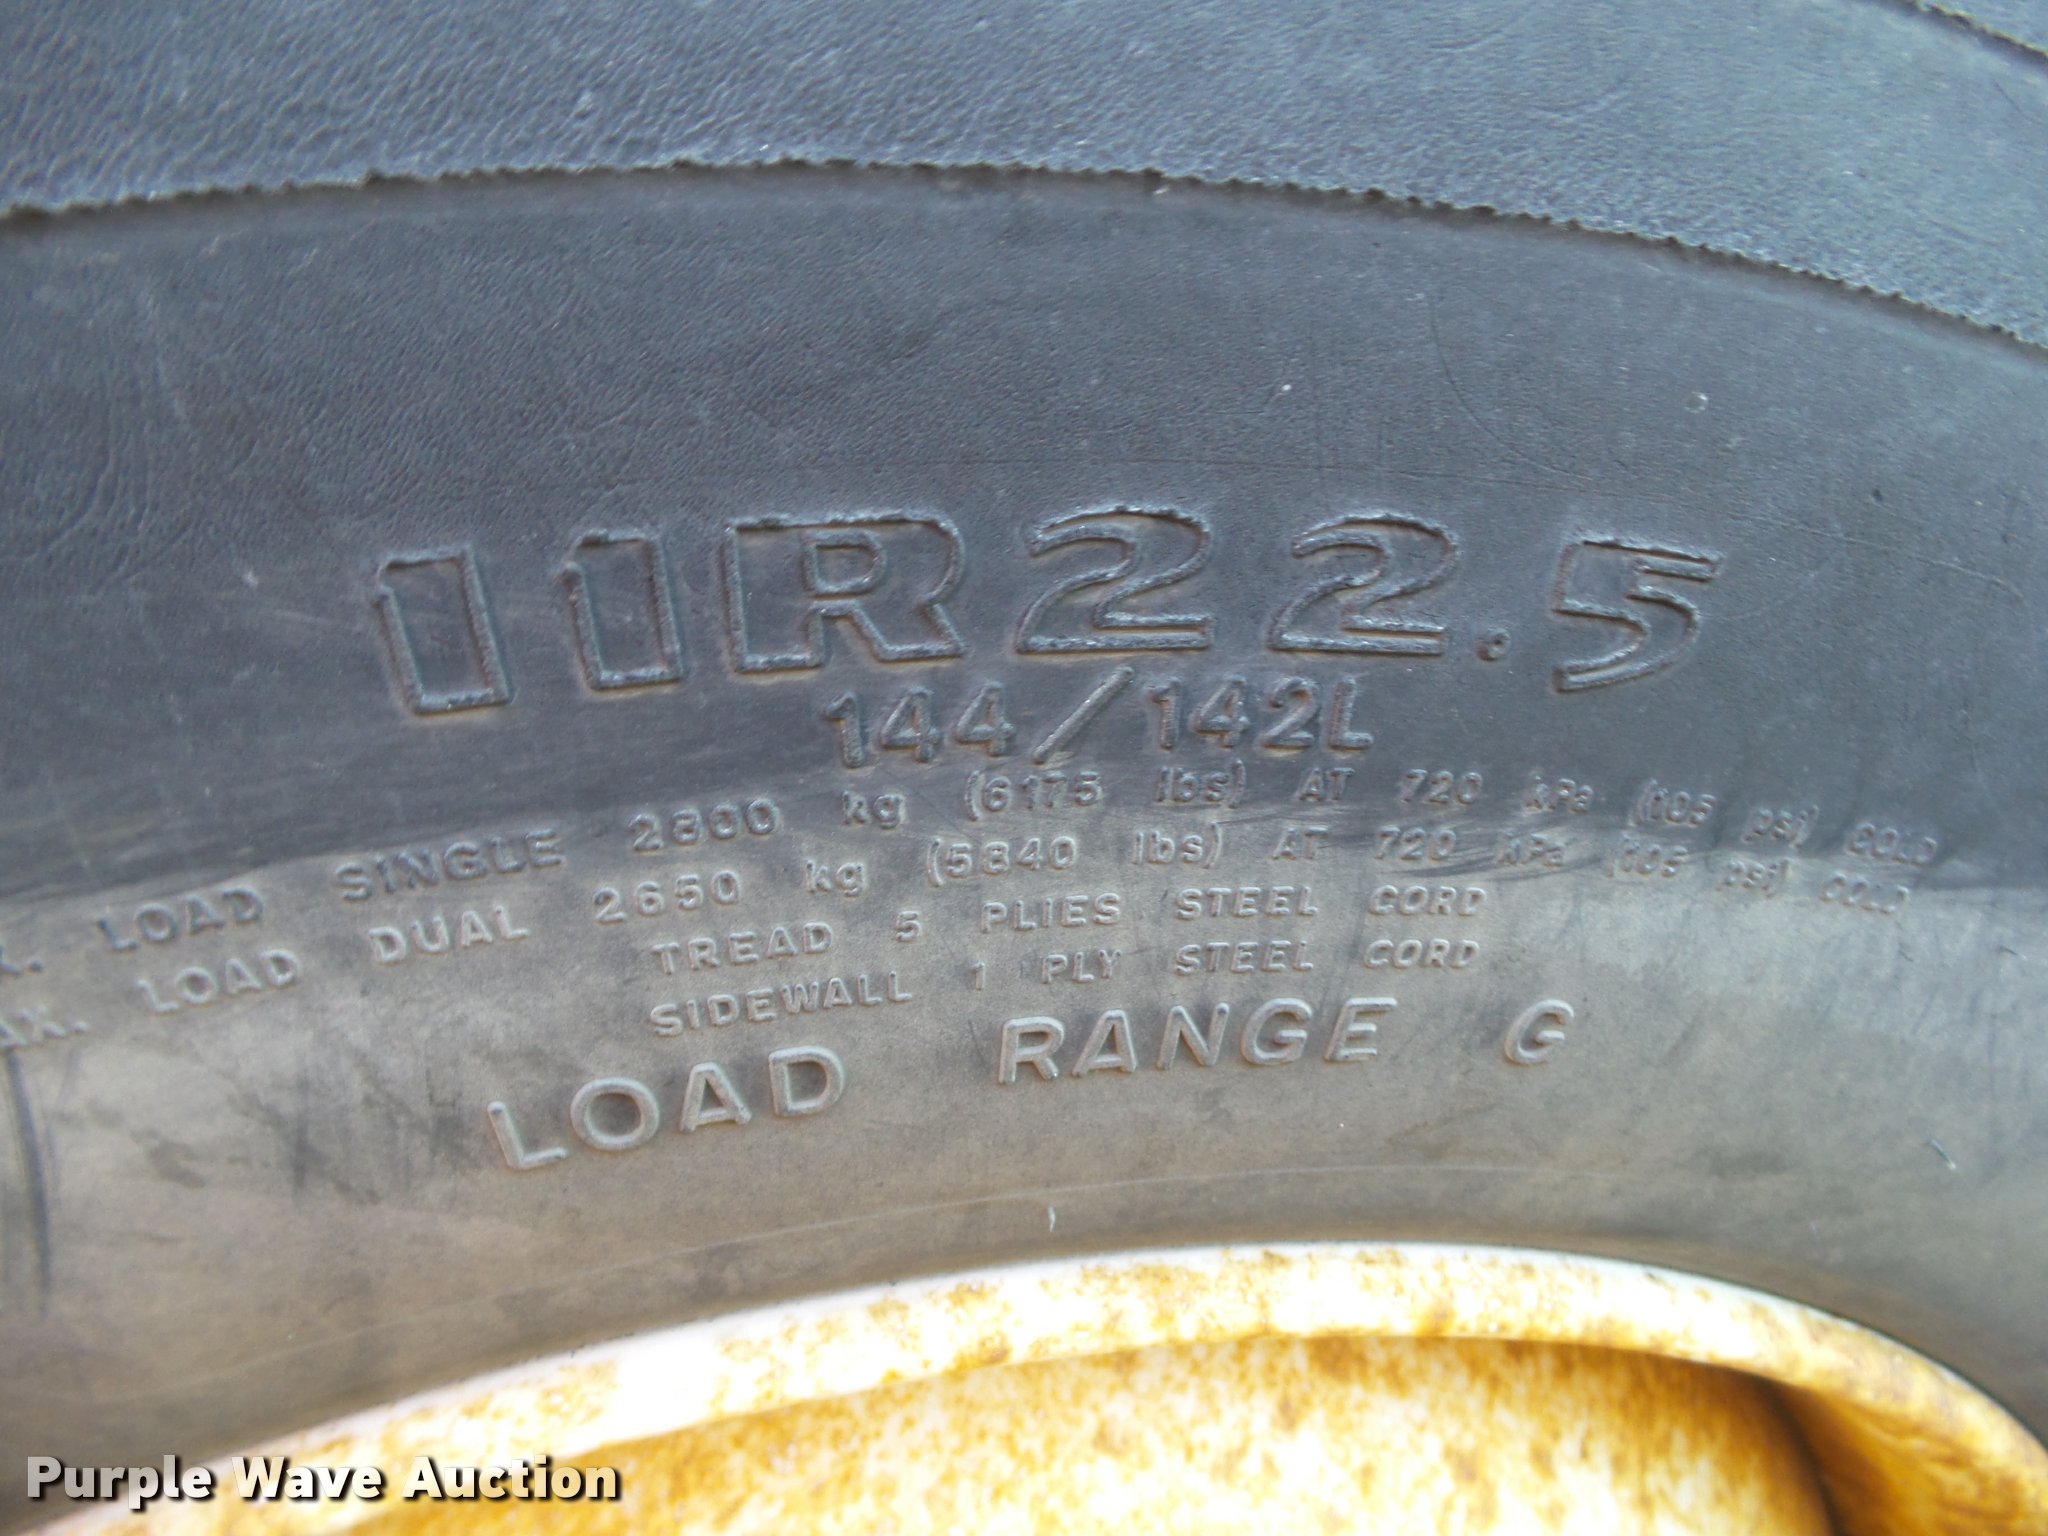 11R22.5
144/142L
LOAD SINGLE 2800 kg (6175 lbs) AT 720 kPa (105 psi) COLD
MAX. LOAD DUAL 2650 kg (5840 lbs) AT 720 kPa (105 psi) COLD
TREAD 5 PLIES STEEL CORD
SIDEWALL 1 PLY STEEL CORD
LOAD RANGE G
Purple Wave Auction